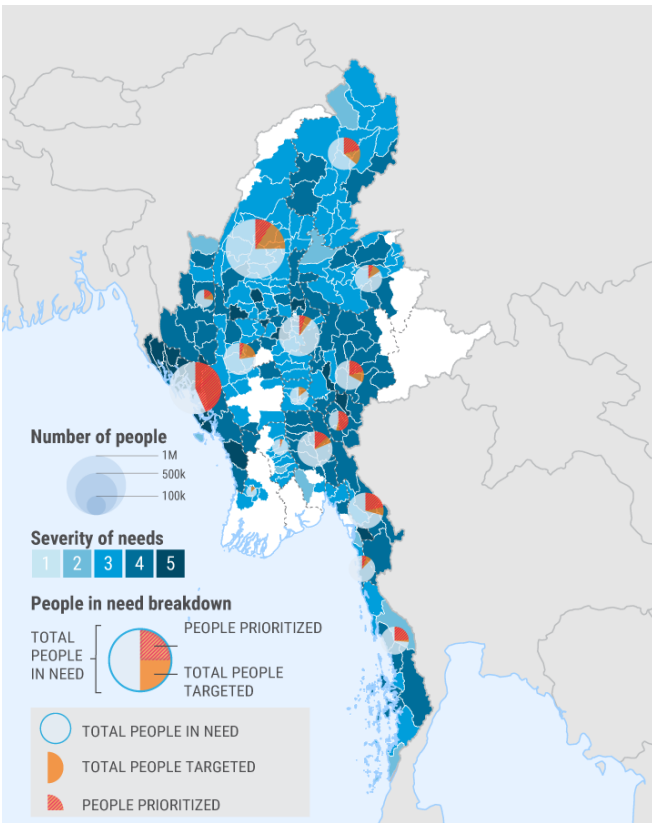 Number of people
1M
500k
100k
Severity of needs
1 2 3 4 5
People in need breakdown
TOTAL
PEOPLE
IN NEED
PEOPLE PRIORITIZED
TOTAL PEOPLE
TARGETED
TOTAL PEOPLE IN NEED
TOTAL PEOPLE TARGETED
PEOPLE PRIORITIZED